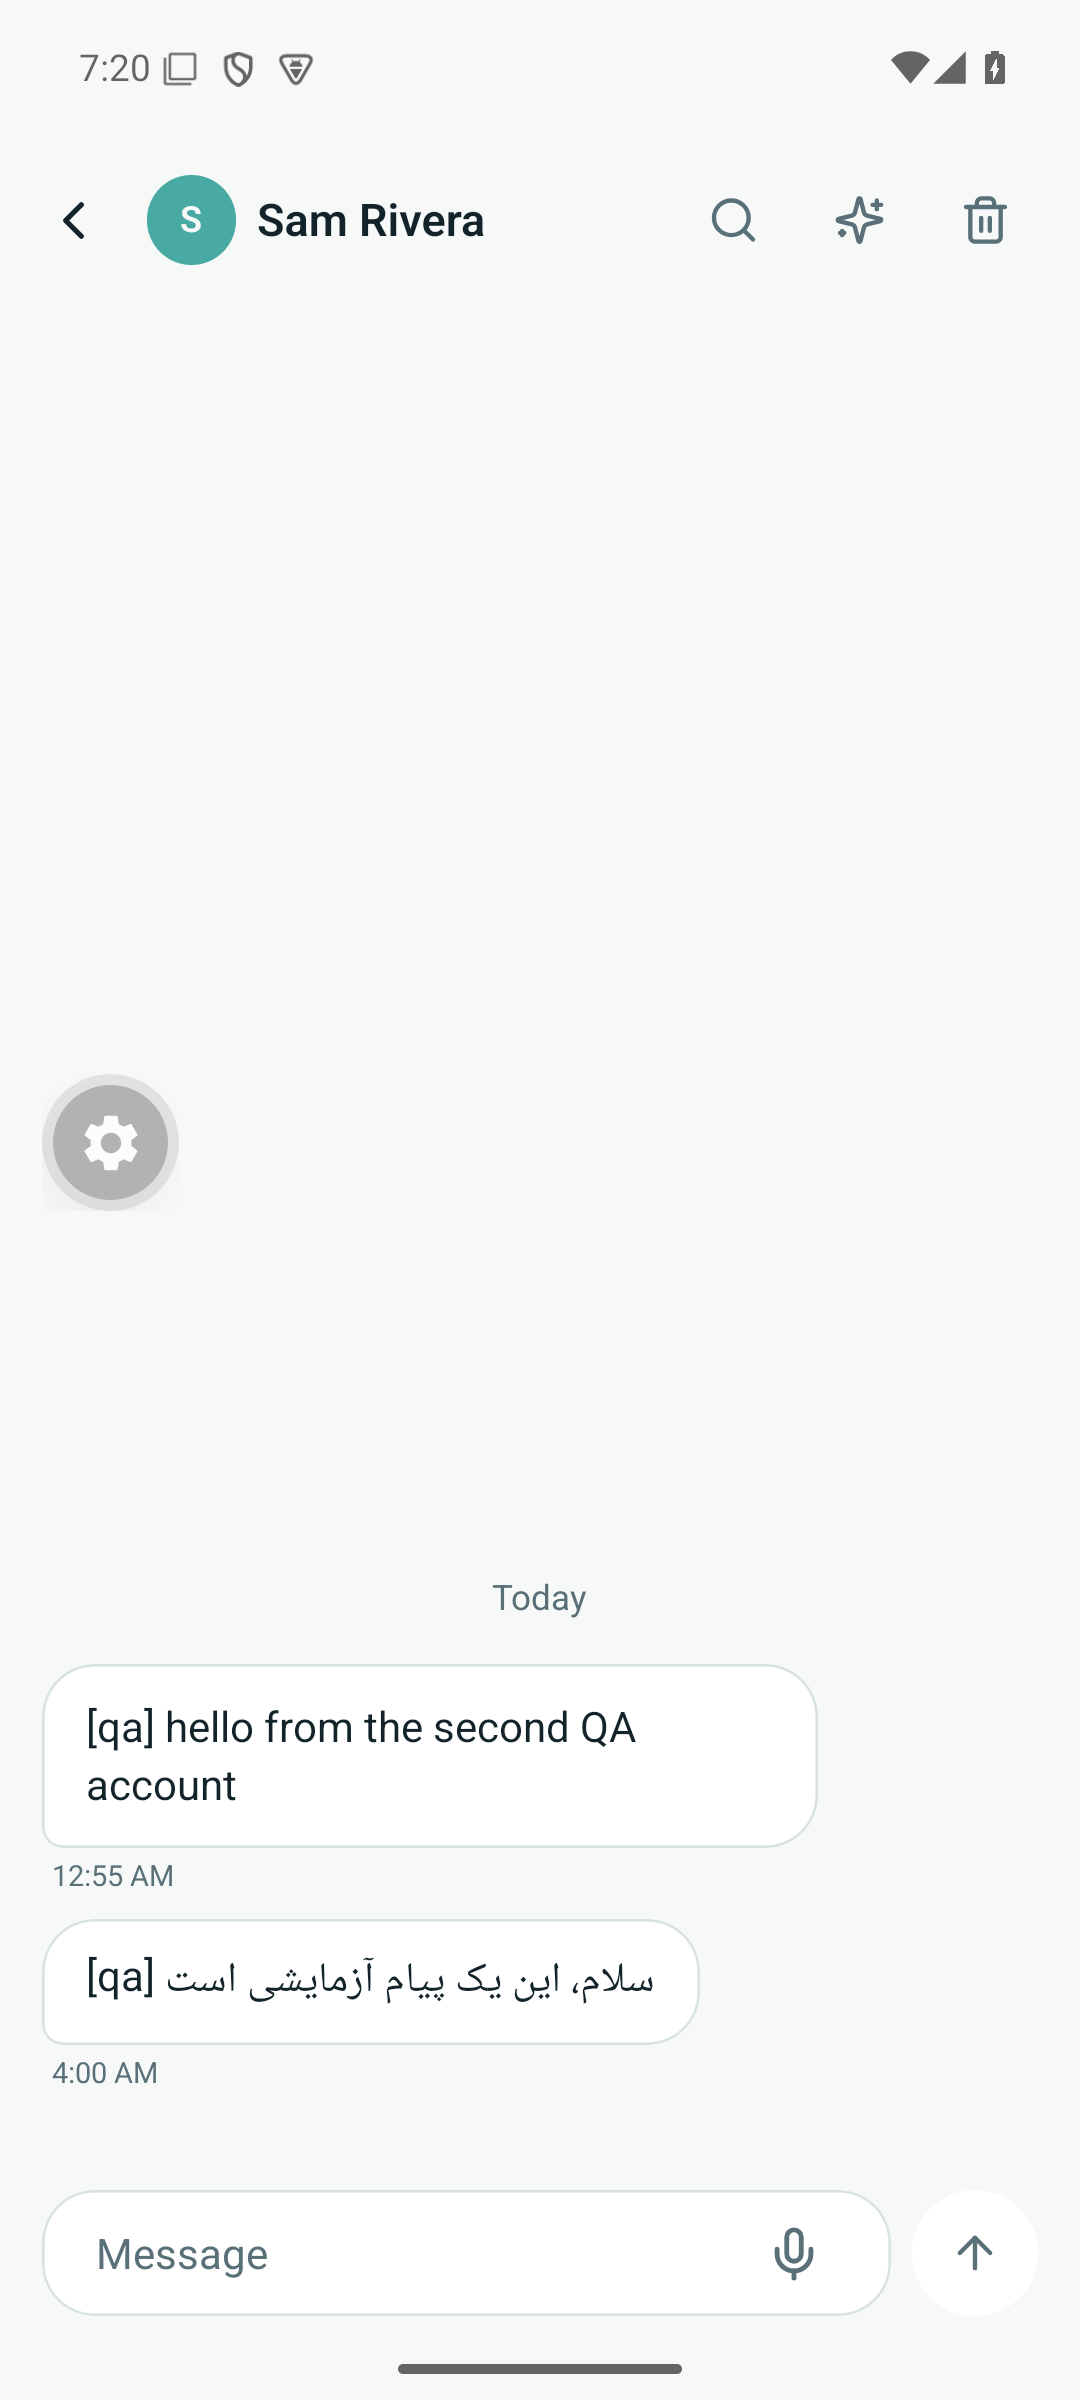 7:20
S
Sam Rivera
Today
[qa] hello from the second QA
account
12:55 AM
[qa] سلام، این یک پیام آزمایشی است
4:00 AM
Message